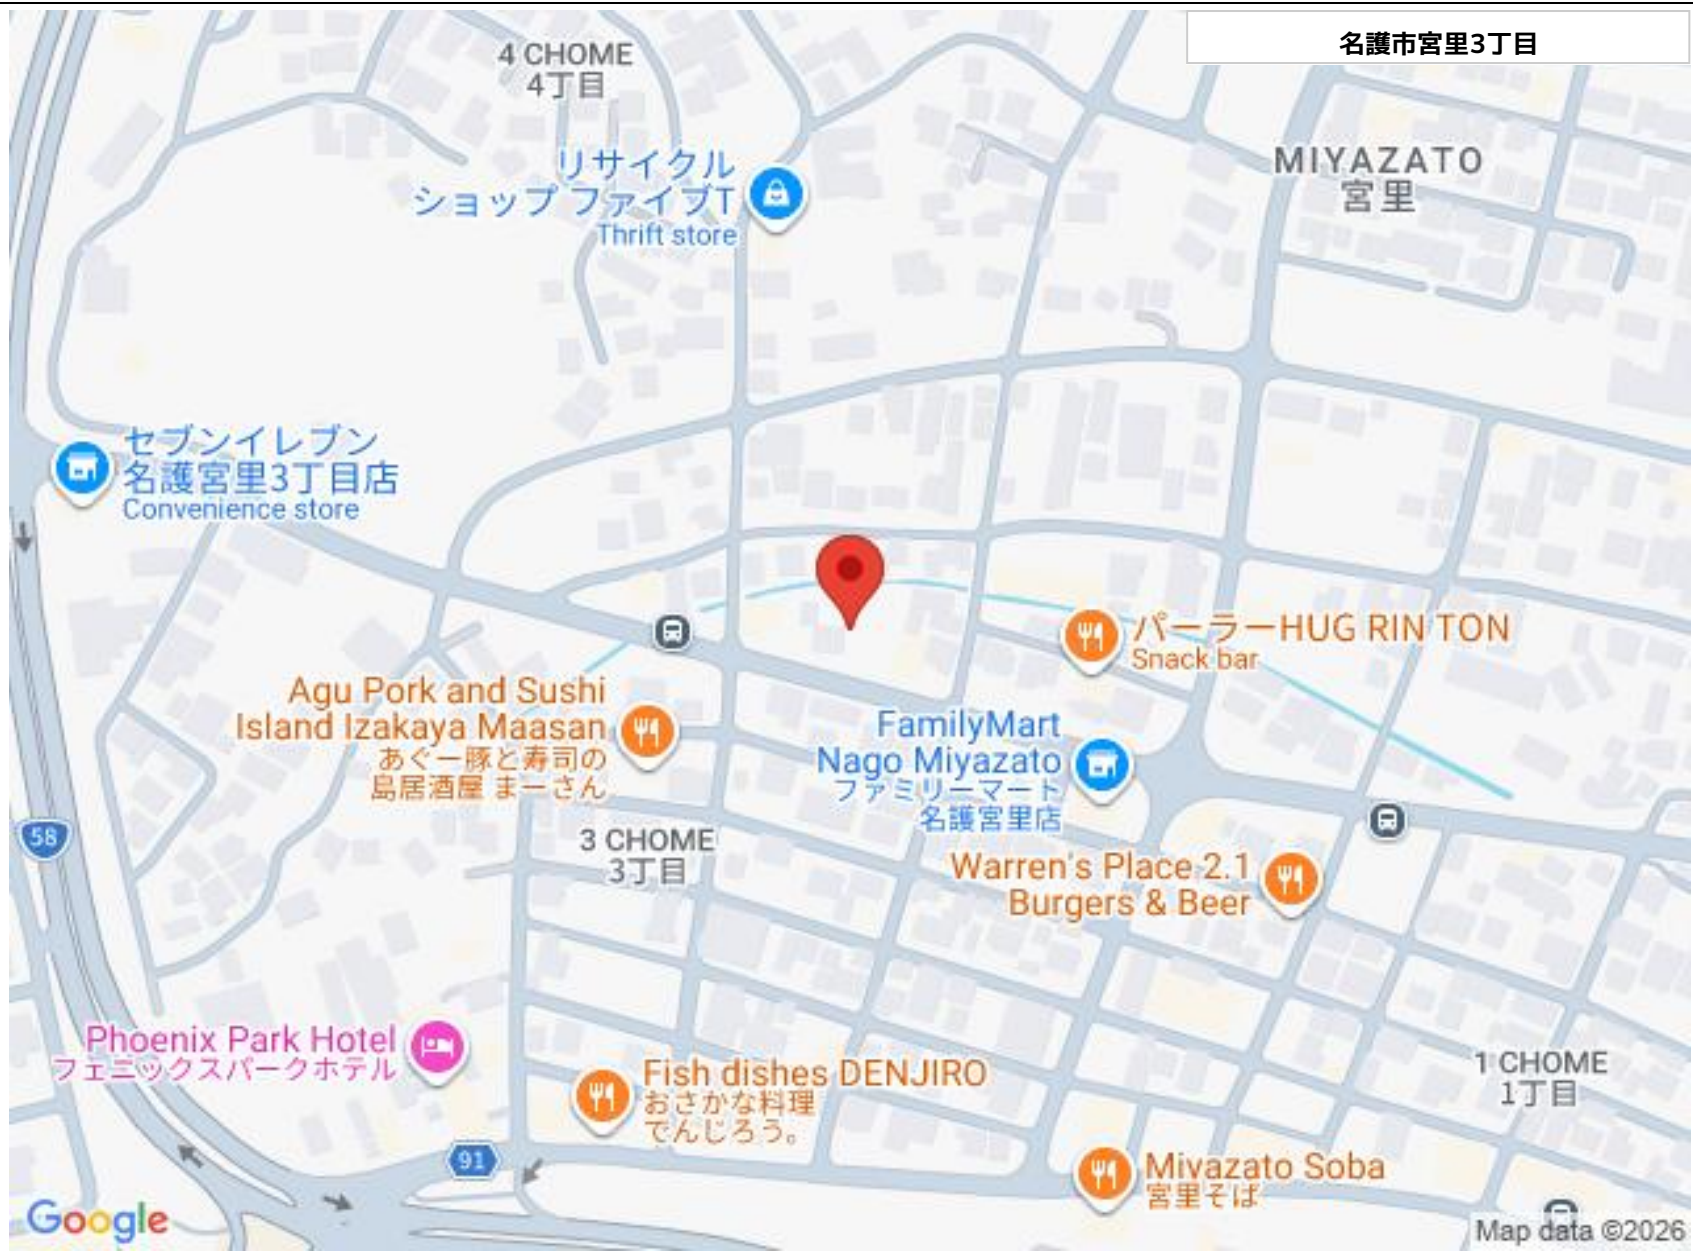 名護市宮里3丁目
4 CHOME
4丁目
MIYAZATO
宮里
リサイクル
ショップ ファイブT
Thrift store
セブンイレブン
名護宮里3丁目店
Convenience store
パーラーHUG RIN TON
Snack bar
Agu Pork and Sushi
Island Izakaya Maasan
あぐー豚と寿司の
島居酒屋 まーさん
FamilyMart
Nago Miyazato
ファミリーマート
名護宮里店
58
3 CHOME
3丁目
Warren's Place 2.1
Burgers & Beer
Phoenix Park Hotel
フェニックスパークホテル
Fish dishes DENJIRO
おさかな料理
でんじろう。
1 CHOME
1丁目
91
Miyazato Soba
宮里そば
Google
Map data ©2026